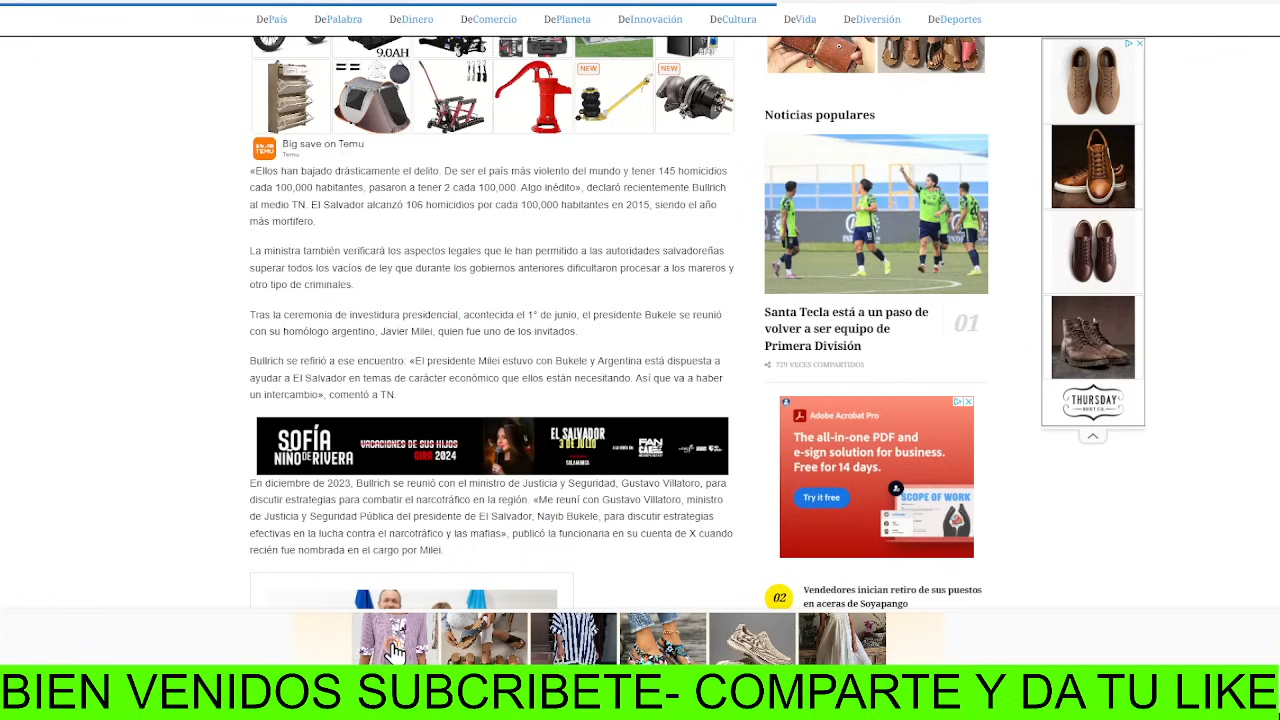 DePaís DePalabra DeDinero DeComercio DePlaneta DeInnovación DeCultura DeVida DeDiversión DeDeportes
9.0AH
NEW
NEW
TEMU
Big save on Temu
Temu
«Ellos han bajado drásticamente el delito. De ser el país más violento del mundo y tener 145 homicidios
cada 100,000 habitantes, pasaron a tener 2 cada 100,000. Algo inédito», declaró recientemente Bullrich
al medio TN. El Salvador alcanzó 106 homicidios por cada 100,000 habitantes en 2015, siendo el año
más mortífero.
La ministra también verificará los aspectos legales que le han permitido a las autoridades salvadoreñas
superar todos los vacíos de ley que durante los gobiernos anteriores dificultaron procesar a los mareros y
otro tipo de criminales.
Tras la ceremonia de investidura presidencial, acontecida el 1° de junio, el presidente Bukele se reunió
con su homólogo argentino, Javier Milei, quien fue uno de los invitados.
Bullrich se refirió a ese encuentro: «El presidente Milei estuvo con Bukele y Argentina está dispuesta a
ayudar a El Salvador en temas de carácter económico que ellos están necesitando. Así que va a haber
un intercambio», comentó a TN.
SOFÍA
NIÑO DE RIVERA
VACACIONES DE SUS HIJOS
GIRA 2024
EL SALVADOR
3 DE JULIO
SALAMANCA
En diciembre de 2023, Bullrich se reunió con el ministro de Justicia y Seguridad, Gustavo Villatoro, para
discutir estrategias para combatir el narcotráfico en la región. «Me reuní con Gustavo Villatoro, ministro
de Justicia y Seguridad Pública del presidente de El Salvador, Nayib Bukele, para discutir estrategias
efectivas en la lucha contra el narcotráfico y las mafias», publicó la funcionaria en su cuenta de X cuando
recién fue nombrada en el cargo por Milei.
Noticias populares
Santa Tecla está a un paso de
volver a ser equipo de
Primera División
01
729 VECES COMPARTIDOS
Adobe Acrobat Pro
The all-in-one PDF and
e-sign solution for business.
Free for 14 days.
Try it free
SCOPE OF WORK
02
Vendedores inician retiro de sus puestos
en aceras de Soyapango
THURSDAY
BOOT CO.
BIEN VENIDOS SUBCRIBETE- COMPARTE Y DA TU LIKE